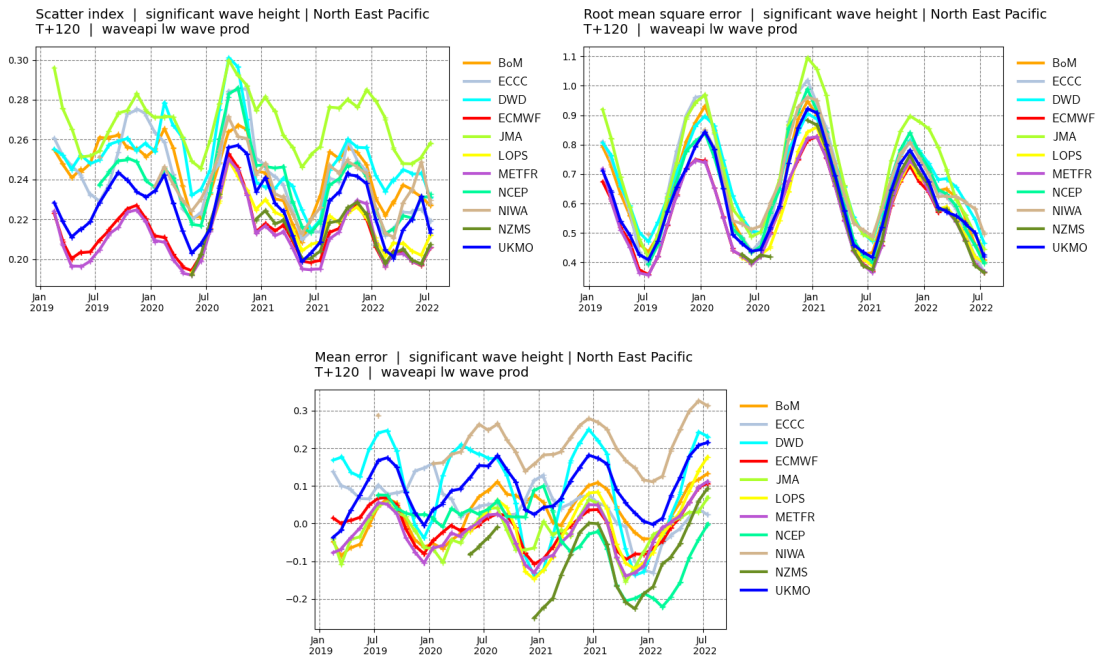 Scatter index | significant wave height | North East Pacific
T+120 | waveapi lw wave prod
0.30
0.28
0.26
0.24
0.22
0.20
Jan 2019
Jul
Jan 2020
Jul
Jan 2021
Jul
Jan 2022
Jul 2022
BoM
ECCC
DWD
ECMWF
JMA
LOPS
METFR
NCEP
NIWA
NZMS
UKMO
Root mean square error | significant wave height | North East Pacific
T+120 | waveapi lw wave prod
1.1
1.0
0.9
0.8
0.7
0.6
0.5
0.4
Jan 2019
Jul 2019
Jan 2020
Jul 2020
Jan 2021
Jul 2021
Jan 2022
Jul 2022
BoM
ECCC
DWD
ECMWF
JMA
LOPS
METFR
NCEP
NIWA
NZMS
UKMO
Mean error | significant wave height | North East Pacific
T+120 | waveapi lw wave prod
0.3
0.2
0.1
0.0
−0.1
−0.2
Jan 2019
Jul 2019
Jan 2020
Jul 2020
Jan 2021
Jul 2021
Jan 2022
Jul 2022
BoM
ECCC
DWD
ECMWF
JMA
LOPS
METFR
NCEP
NIWA
NZMS
UKMO